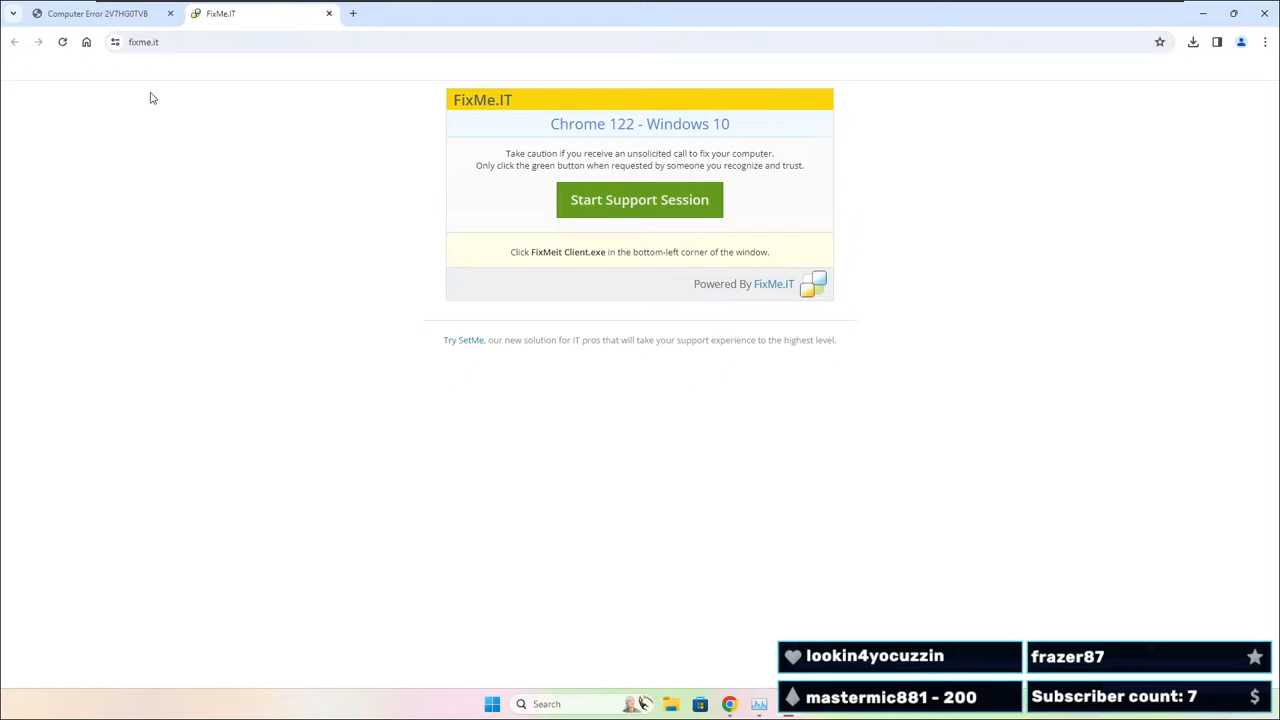 Computer Error 2V7HG0TVB
FixMe.IT
fixme.it
FixMe.IT
Chrome 122 - Windows 10
Take caution if you receive an unsolicited call to fix your computer.
Only click the green button when requested by someone you recognize and trust.
Start Support Session
Click FixMeit Client.exe in the bottom-left corner of the window.
Powered By FixMe.IT
Try SetMe, our new solution for IT pros that will take your support experience to the highest level.
lookin4yocuzzin
frazer87
mastermic881 - 200
Subscriber count: 7
$
Search